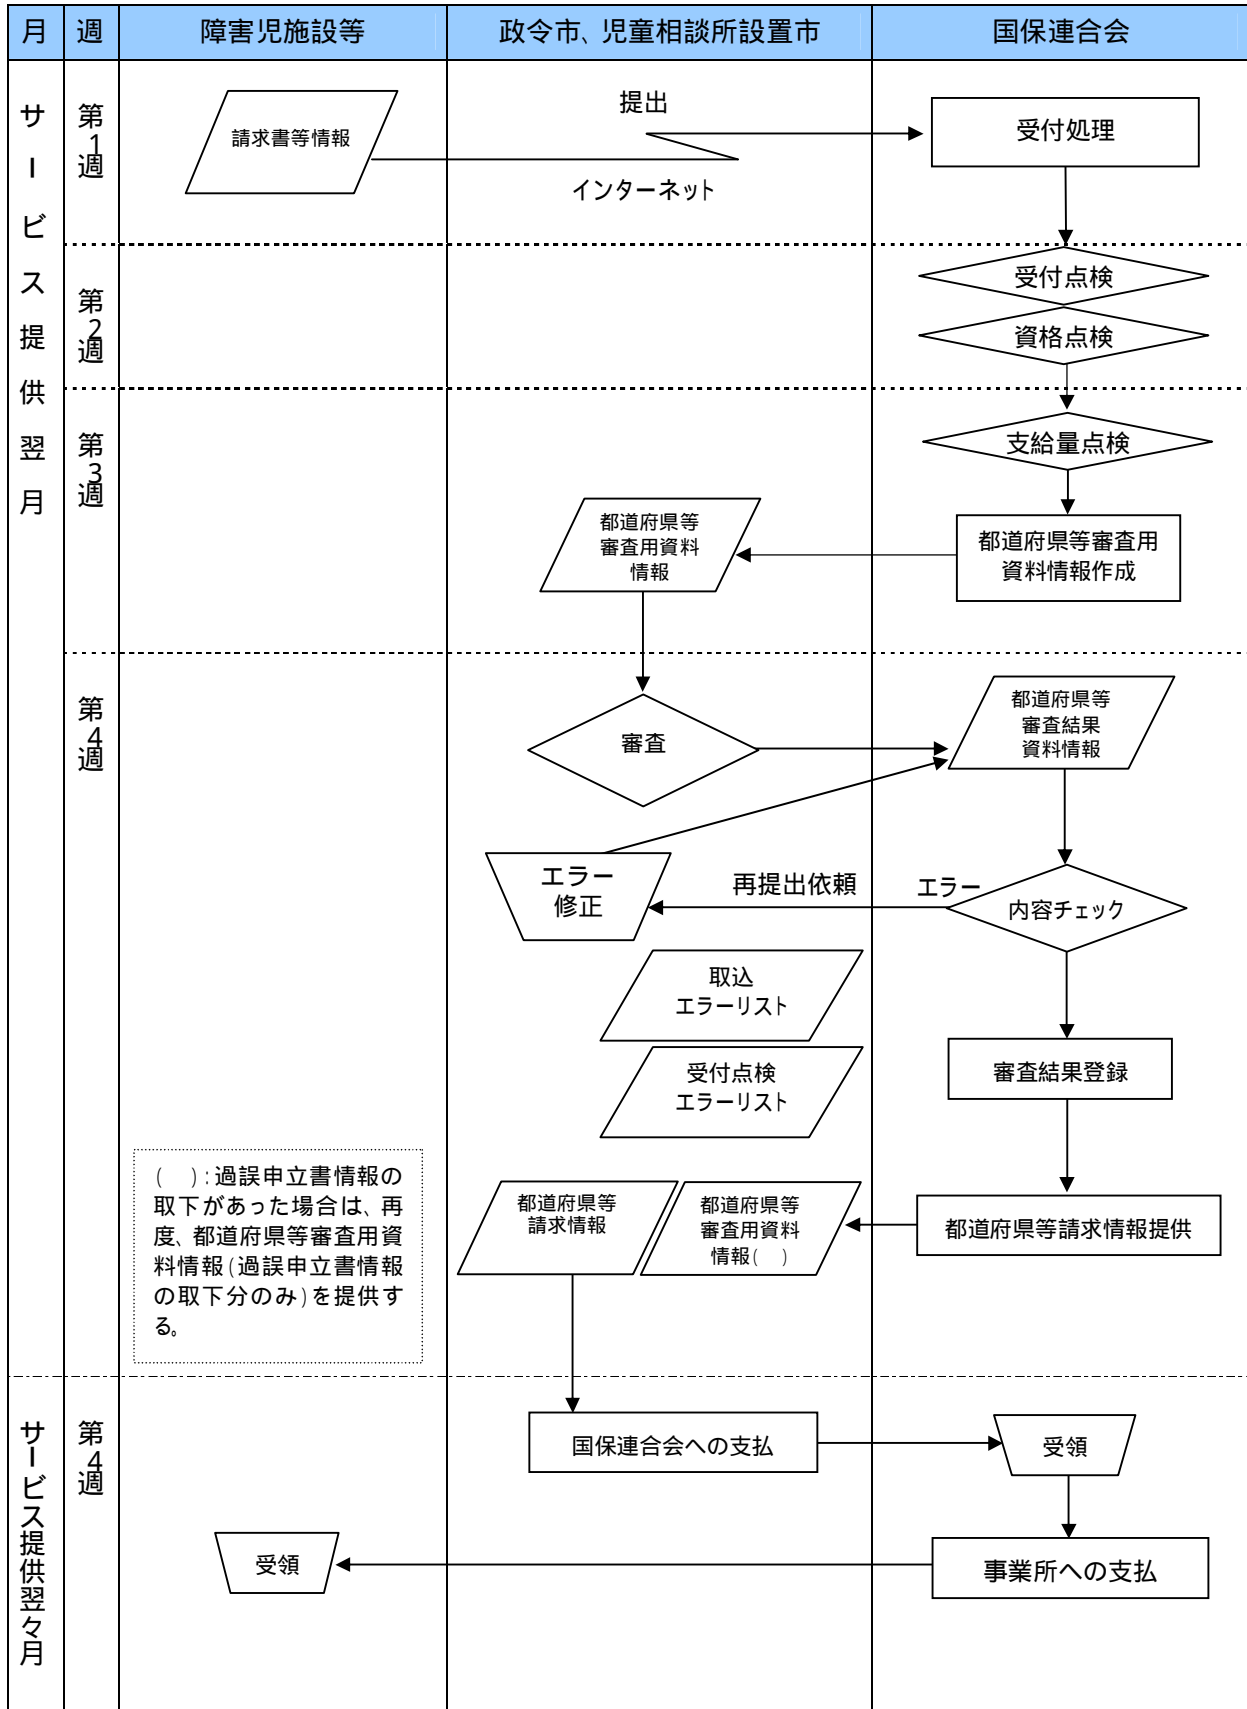 月 週 障害児施設等 政令市、児童相談所設置市 国保連合会
サービス提供翌月
第1週
請求書等情報
提出
インターネット
受付処理
第2週
受付点検
資格点検
第3週
支給量点検
都道府県等
審査用資料
情報
都道府県等審査用
資料情報作成
第4週
審査
都道府県等
審査結果
資料情報
エラー
修正
再提出依頼
エラー
内容チェック
取込
エラーリスト
受付点検
エラーリスト
審査結果登録
(　):過誤申立書情報の
取下があった場合は、再
度、都道府県等審査用資
料情報(過誤申立書情報
の取下分のみ)を提供す
る。
都道府県等
請求情報
都道府県等
審査用資料
情報(　)
都道府県等請求情報提供
サービス提供翌々月
第4週
国保連合会への支払
受領
受領
事業所への支払